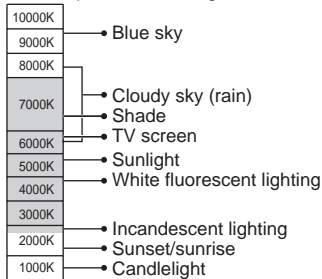 10000K
9000K
Blue sky
8000K
Cloudy sky (rain)
7000K
Shade
TV screen
6000K
Sunlight
5000K
White fluorescent lighting
4000K
3000K
Incandescent lighting
2000K
Sunset/sunrise
1000K
Candlelight